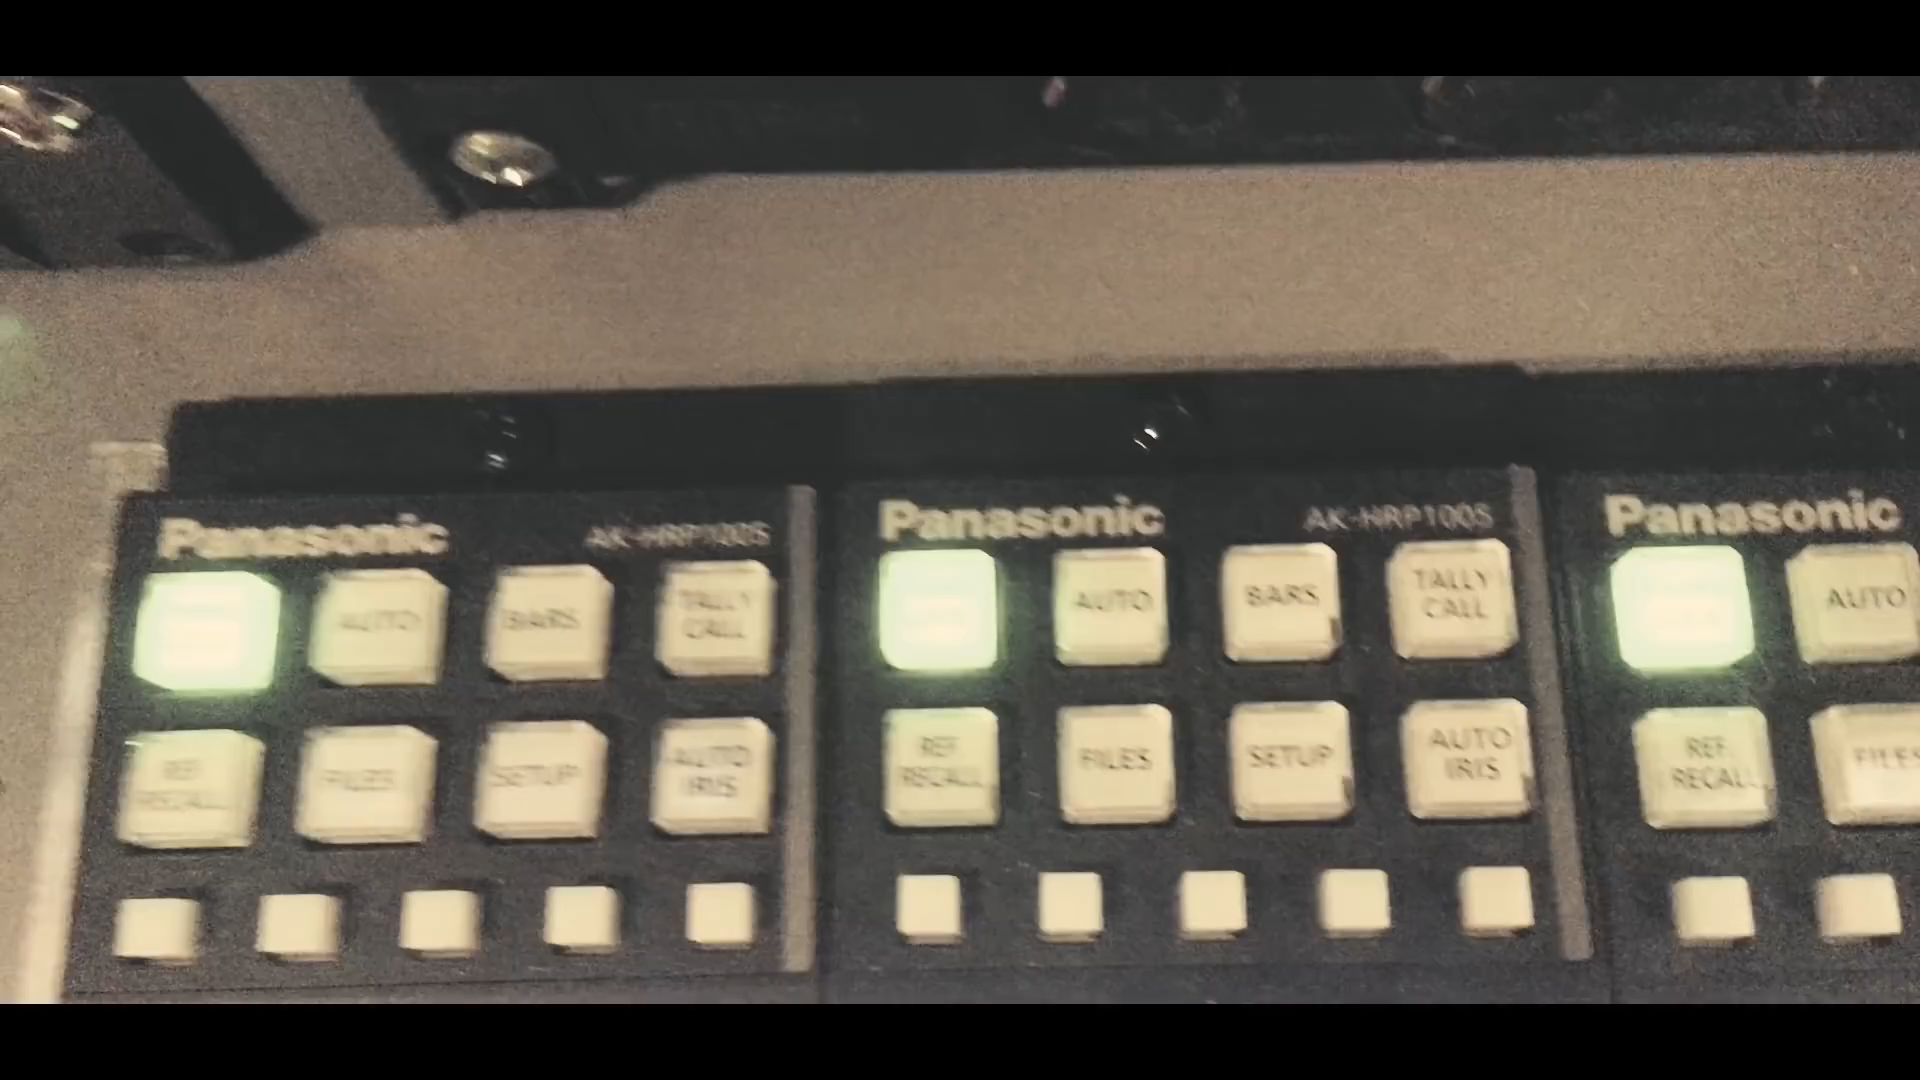 Panasonic AK-HRP100S
AUTO BARS TALLY CALL
REF RECALL FILES SETUP AUTO IRIS
Panasonic AK-HRP100S
AUTO BARS TALLY CALL
REF RECALL FILES SETUP AUTO IRIS
Panasonic
AUTO
REF RECALL FILES